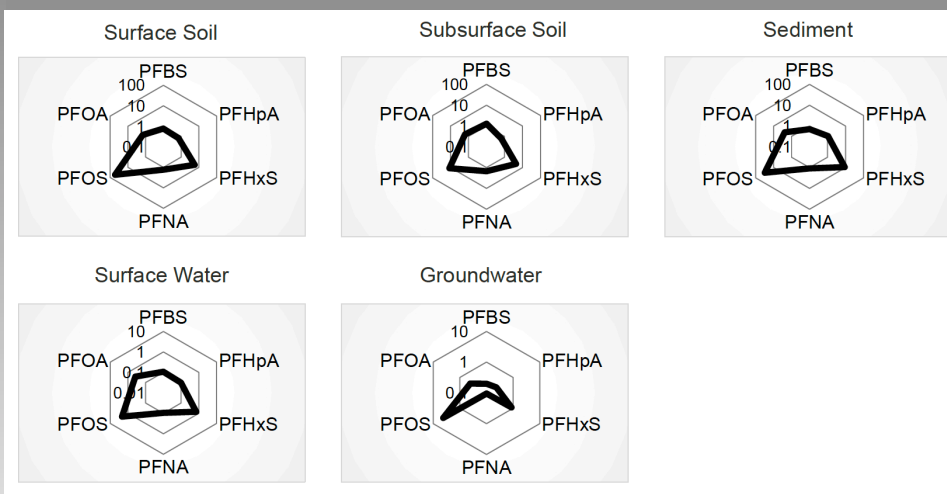 Surface Soil
PFBS
100
PFOA
10
PFHpA
1
0.1
PFOS
PFHxS
PFNA
Subsurface Soil
PFBS
100
PFOA
10
PFHpA
1
0.1
PFOS
PFHxS
PFNA
Sediment
PFBS
100
PFOA
10
PFHpA
1
0.1
PFOS
PFHxS
PFNA
Surface Water
PFBS
10
PFOA
1
PFHpA
0.1
0.01
PFOS
PFHxS
PFNA
Groundwater
PFBS
10
PFOA
1
PFHpA
0.1
PFOS
PFHxS
PFNA